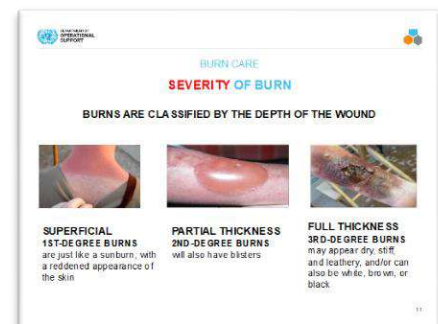 DEPARTMENT OF
OPERATIONAL
SUPPORT
BURN CARE
SEVERITY OF BURN
BURNS ARE CLASSIFIED BY THE DEPTH OF THE WOUND
SUPERFICIAL
1ST-DEGREE BURNS
are just like a sunburn, with
a reddened appearance of
the skin
PARTIAL THICKNESS
2ND-DEGREE BURNS
will also have blisters
FULL THICKNESS
3RD-DEGREE BURNS
may appear dry, stiff,
and leathery, and/or can
also be white, brown, or
black